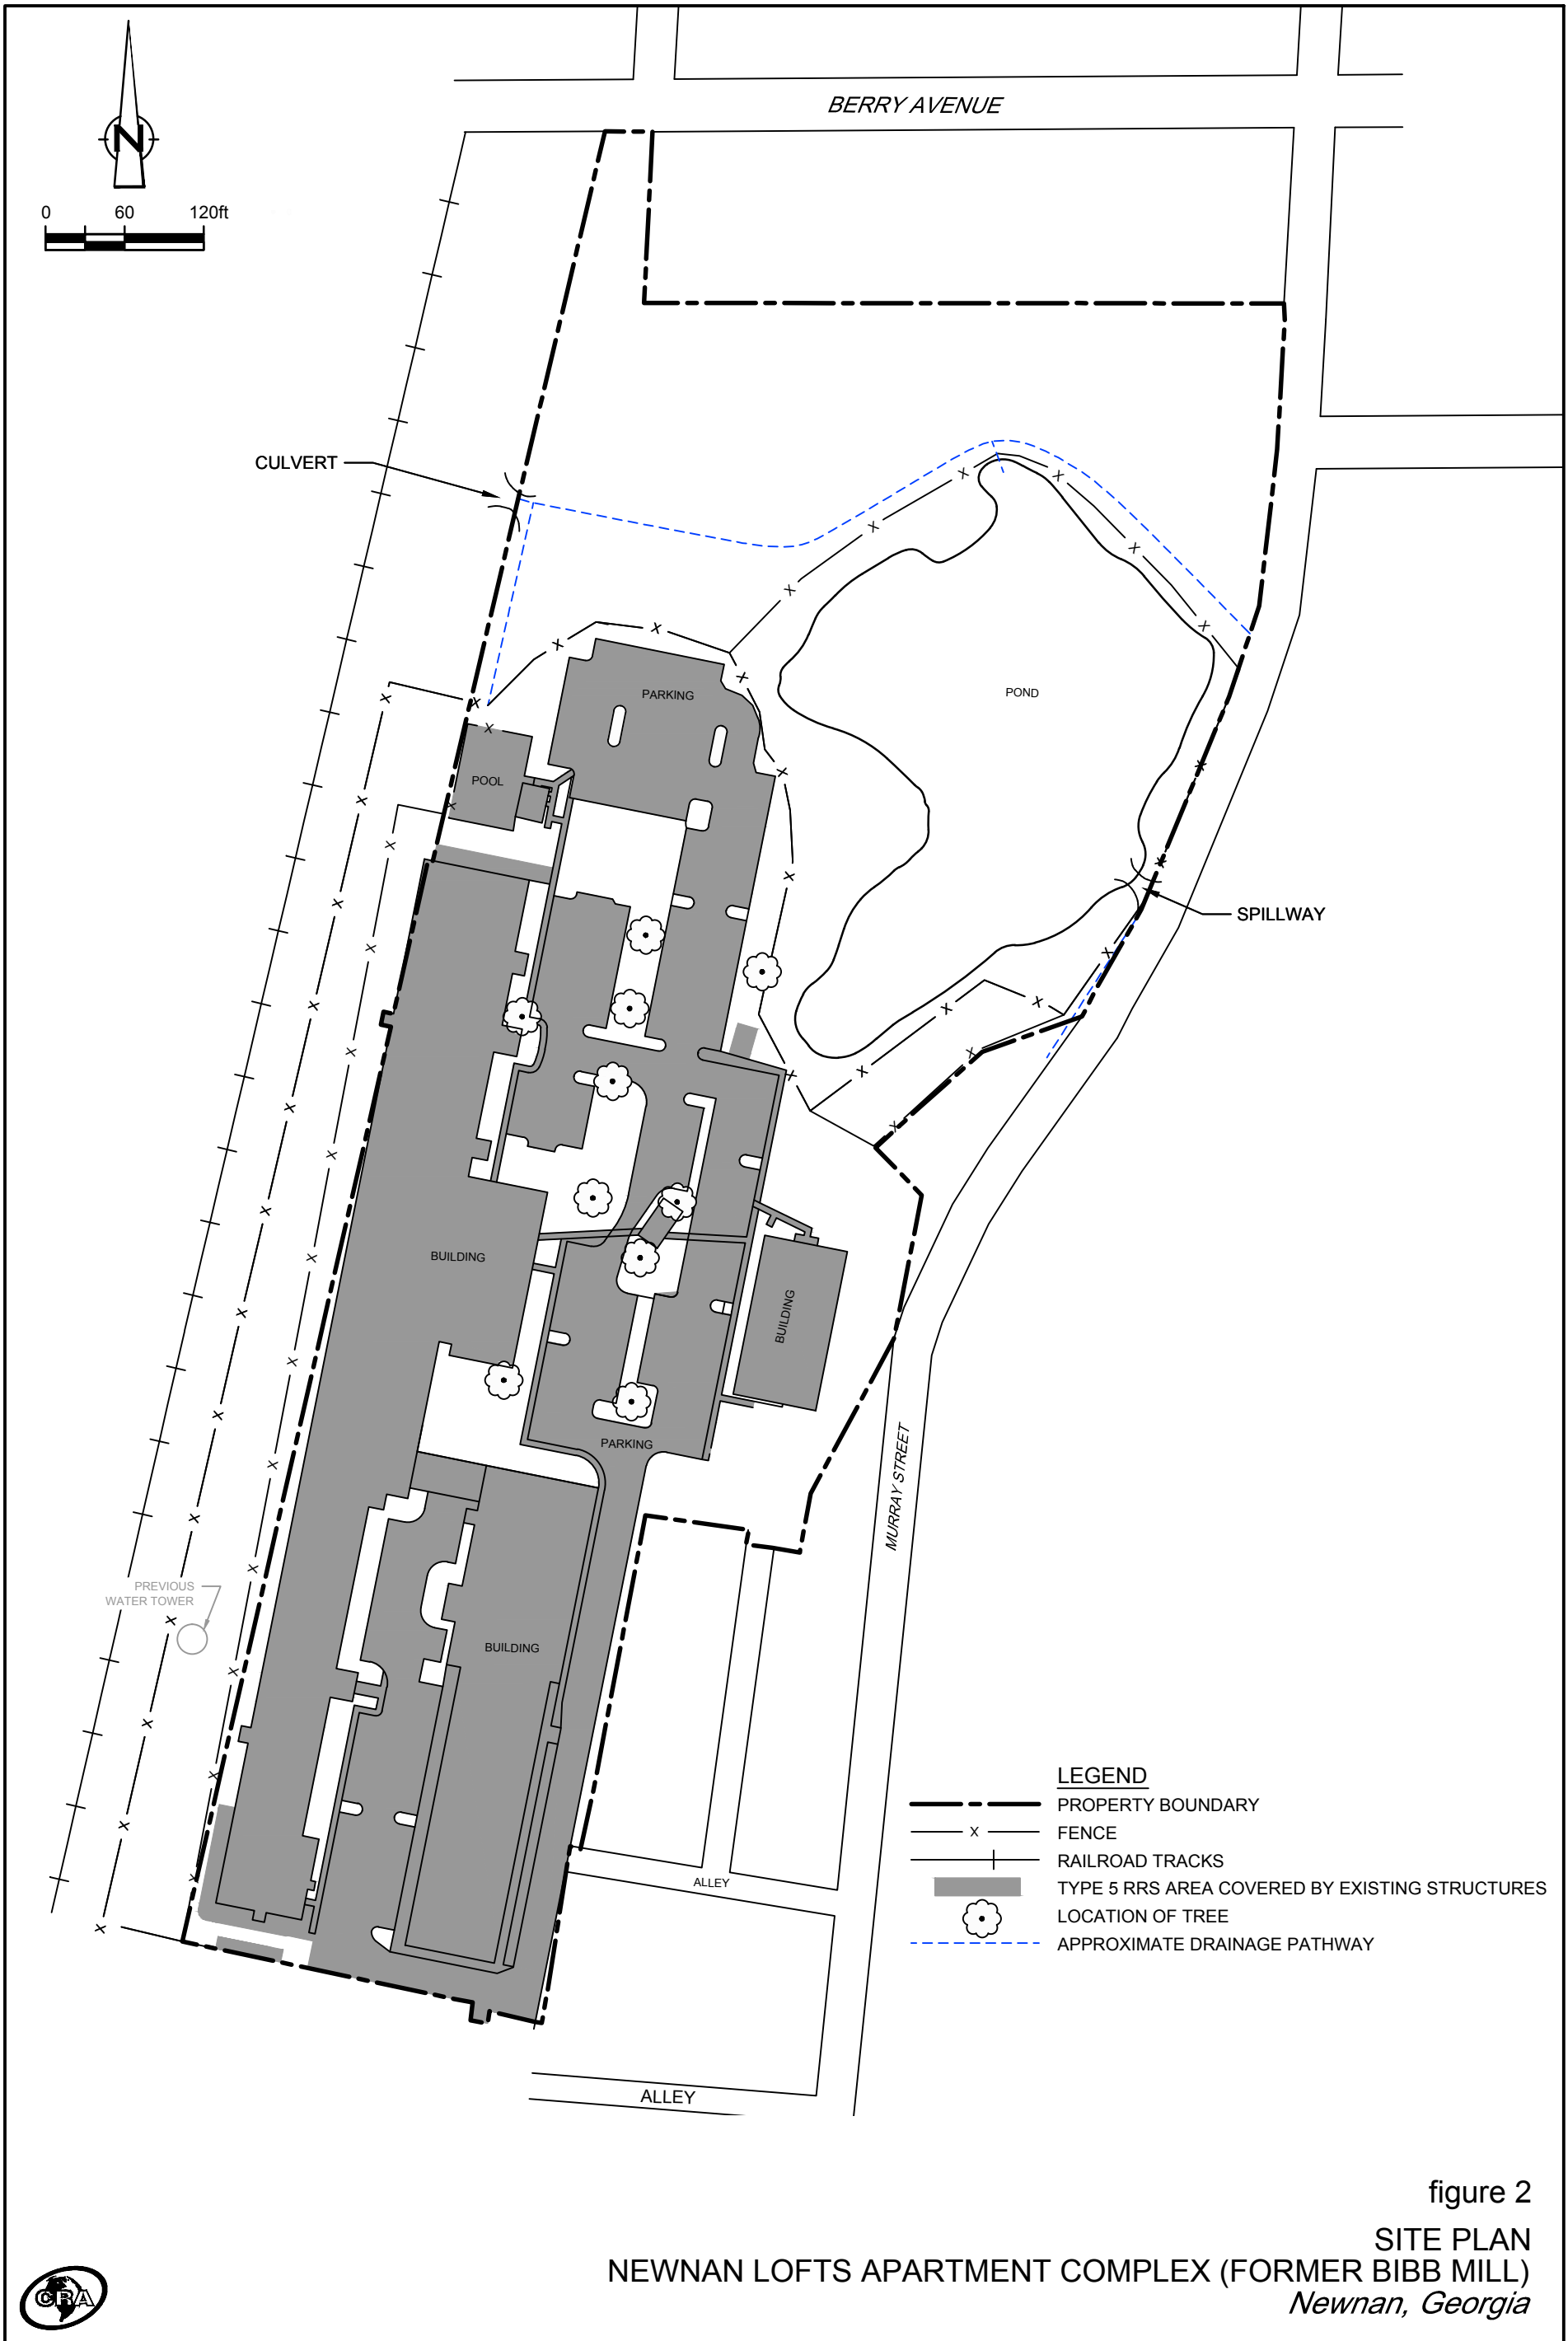 BERRY AVENUE
N
0 60 120ft
CULVERT
POND
PARKING
POOL
SPILLWAY
BUILDING
BUILDING
PARKING
MURRAY STREET
PREVIOUS
WATER TOWER
BUILDING
LEGEND
PROPERTY BOUNDARY
X FENCE
RAILROAD TRACKS
TYPE 5 RRS AREA COVERED BY EXISTING STRUCTURES
LOCATION OF TREE
APPROXIMATE DRAINAGE PATHWAY
ALLEY
ALLEY
figure 2
SITE PLAN
NEWNAN LOFTS APARTMENT COMPLEX (FORMER BIBB MILL)
Newnan, Georgia
CRA